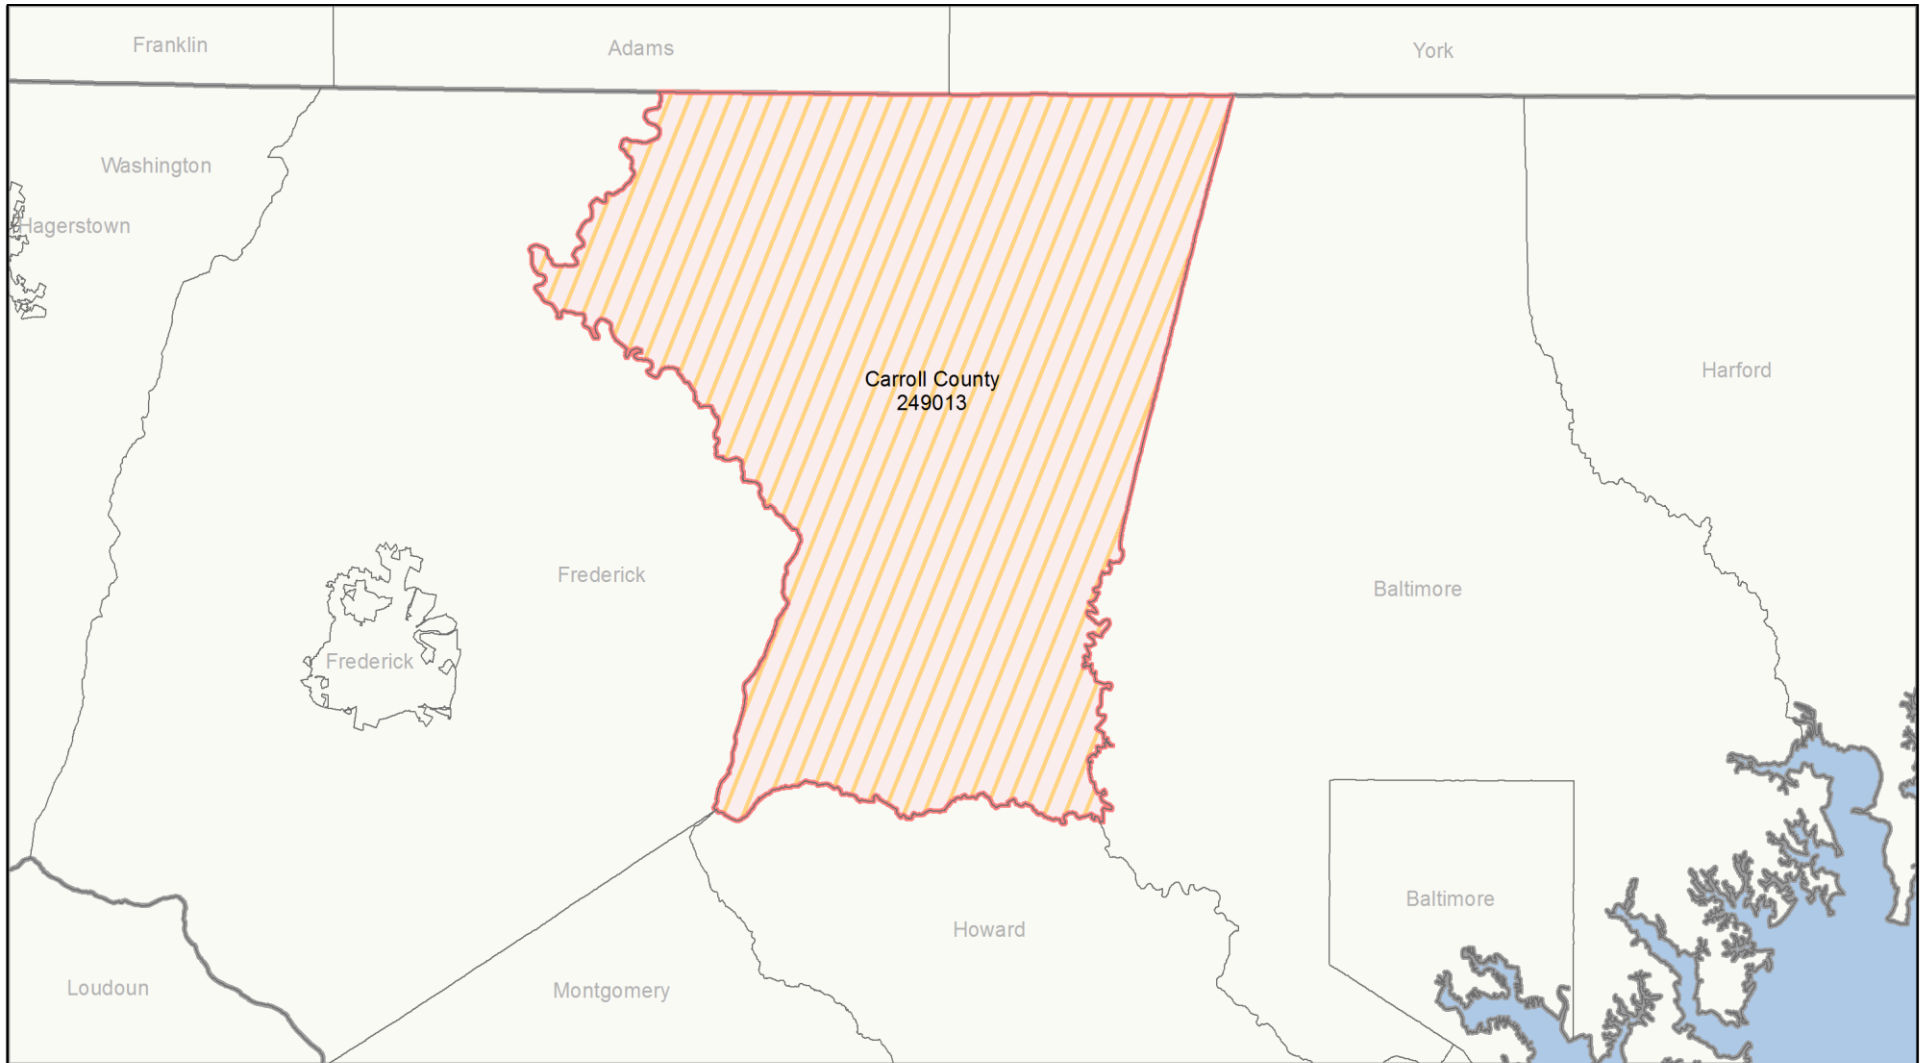 Franklin
Adams
York
Washington
Hagerstown
Harford
Carroll County
249013
Frederick
Baltimore
Frederick
Baltimore
Howard
Loudoun
Montgomery